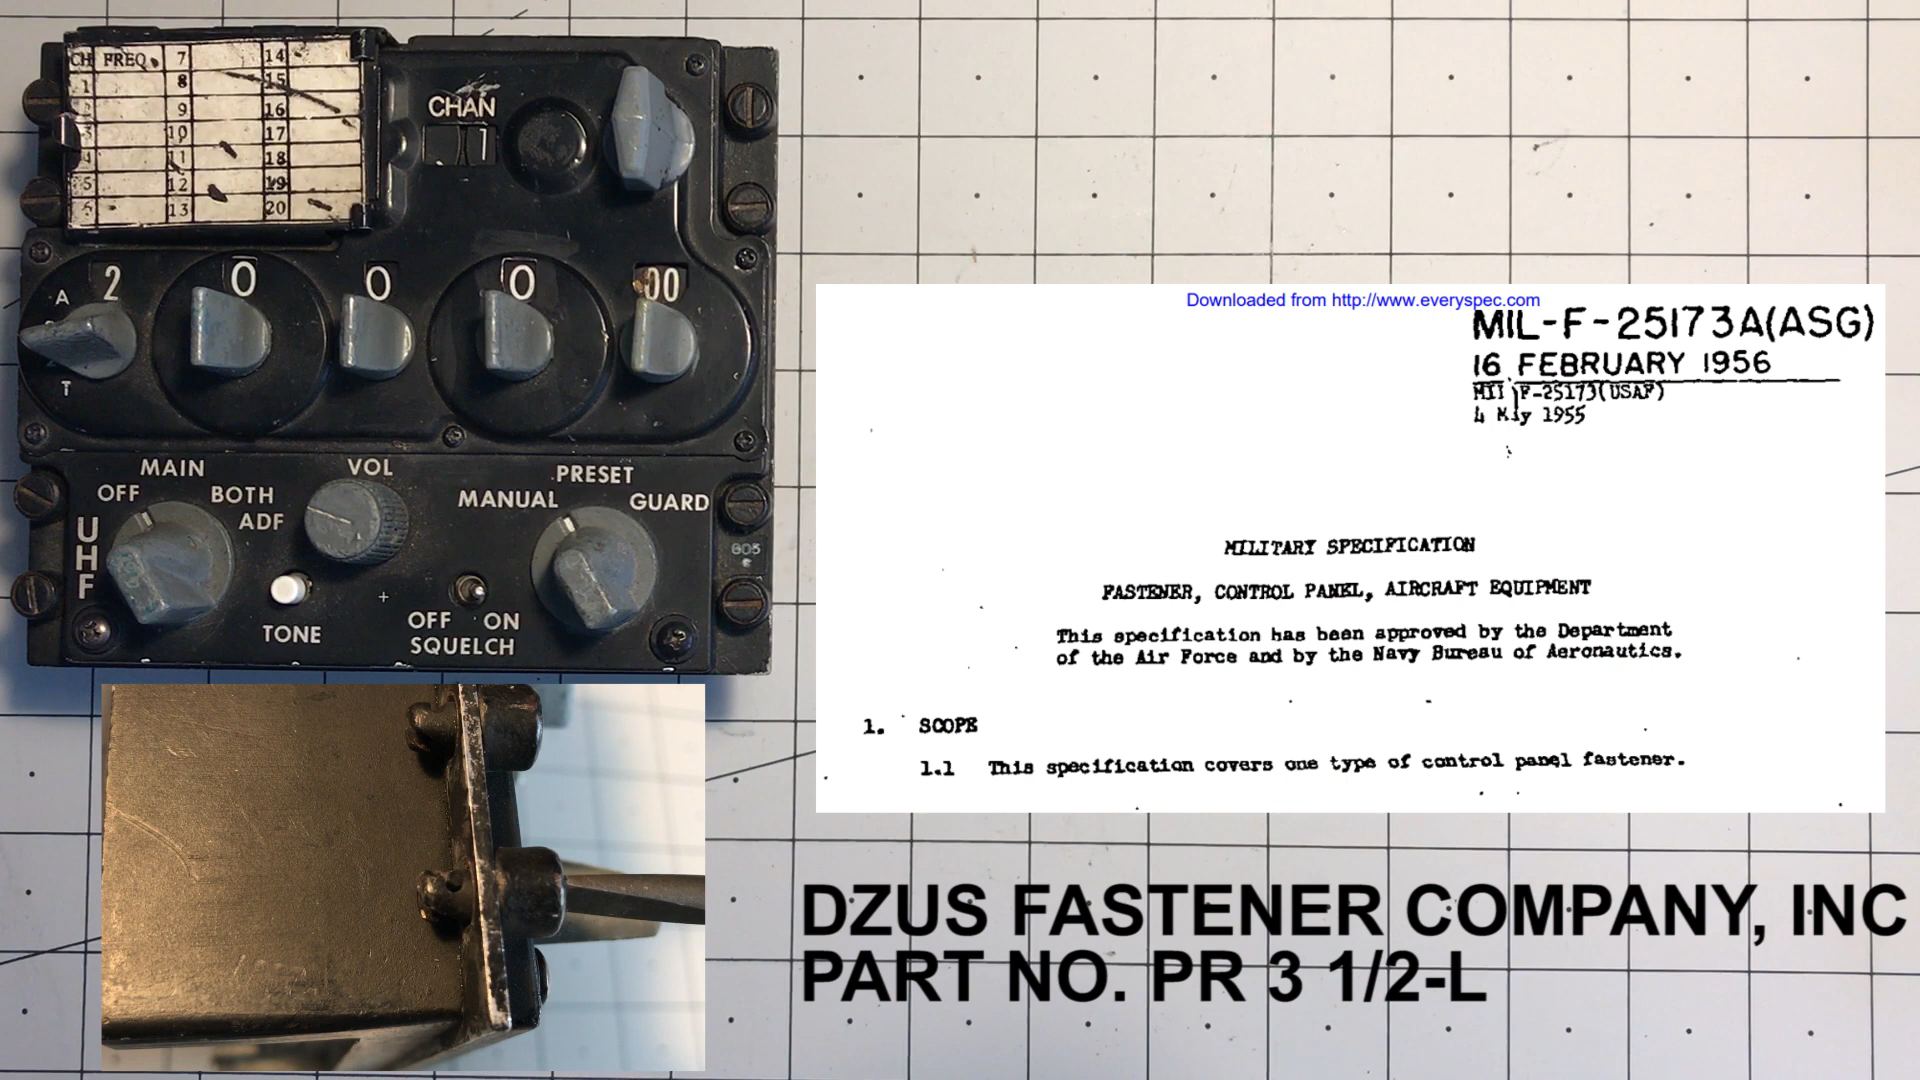 CH FREQ 7 14
1 8 15
2 9 16
3 10 17
4 11 18
5 12 19
6 13 20
CHAN
1
A 2 0 0 0 00
T
MAIN VOL PRESET
OFF BOTH MANUAL GUARD
ADF
UHF
TONE
OFF ON
SQUELCH
Downloaded from http://www.everyspec.com
MIL-F-25173A(ASG)
16 FEBRUARY 1956
MIL F-25173(USAF)
4 May 1955
MILITARY SPECIFICATION
FASTENER, CONTROL PANEL, AIRCRAFT EQUIPMENT
This specification has been approved by the Department
of the Air Force and by the Navy Bureau of Aeronautics.
1. SCOPE
1.1 This specification covers one type of control panel fastener.
DZUS FASTENER COMPANY, INC
PART NO. PR 3 1/2-L